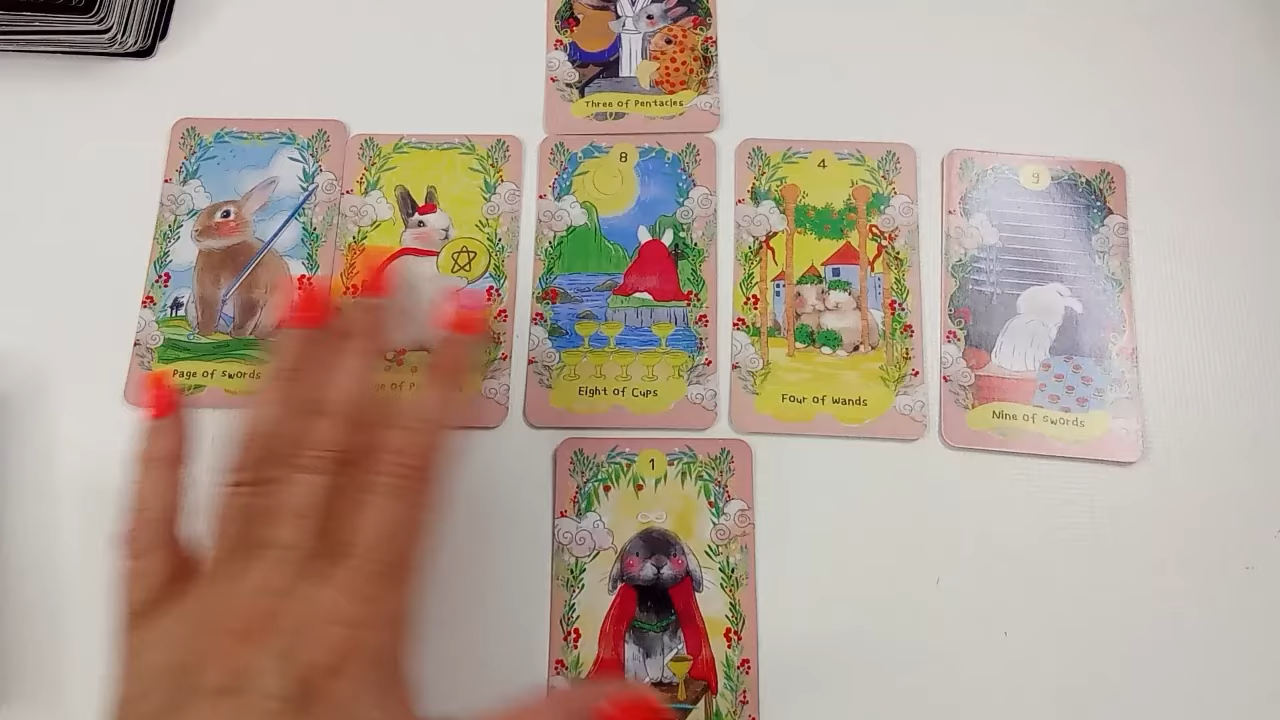 Three of Pentacles
8
4
9
Page of Swords
Eight of Cups
Four of Wands
Nine of Swords
1